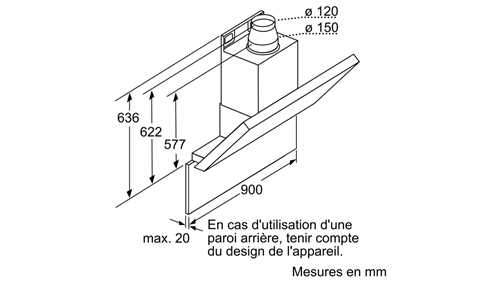 ø 120
ø 150
636
622
577
900
max. 20
En cas d'utilisation d'une
paroi arrière, tenir compte
du design de l'appareil.
Mesures en mm